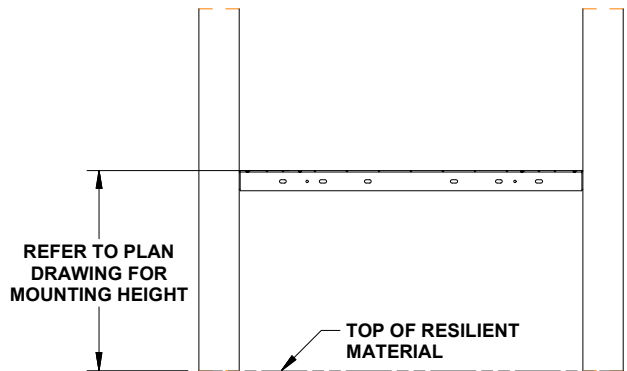 REFER TO PLAN
DRAWING FOR
MOUNTING HEIGHT
TOP OF RESILIENT
MATERIAL